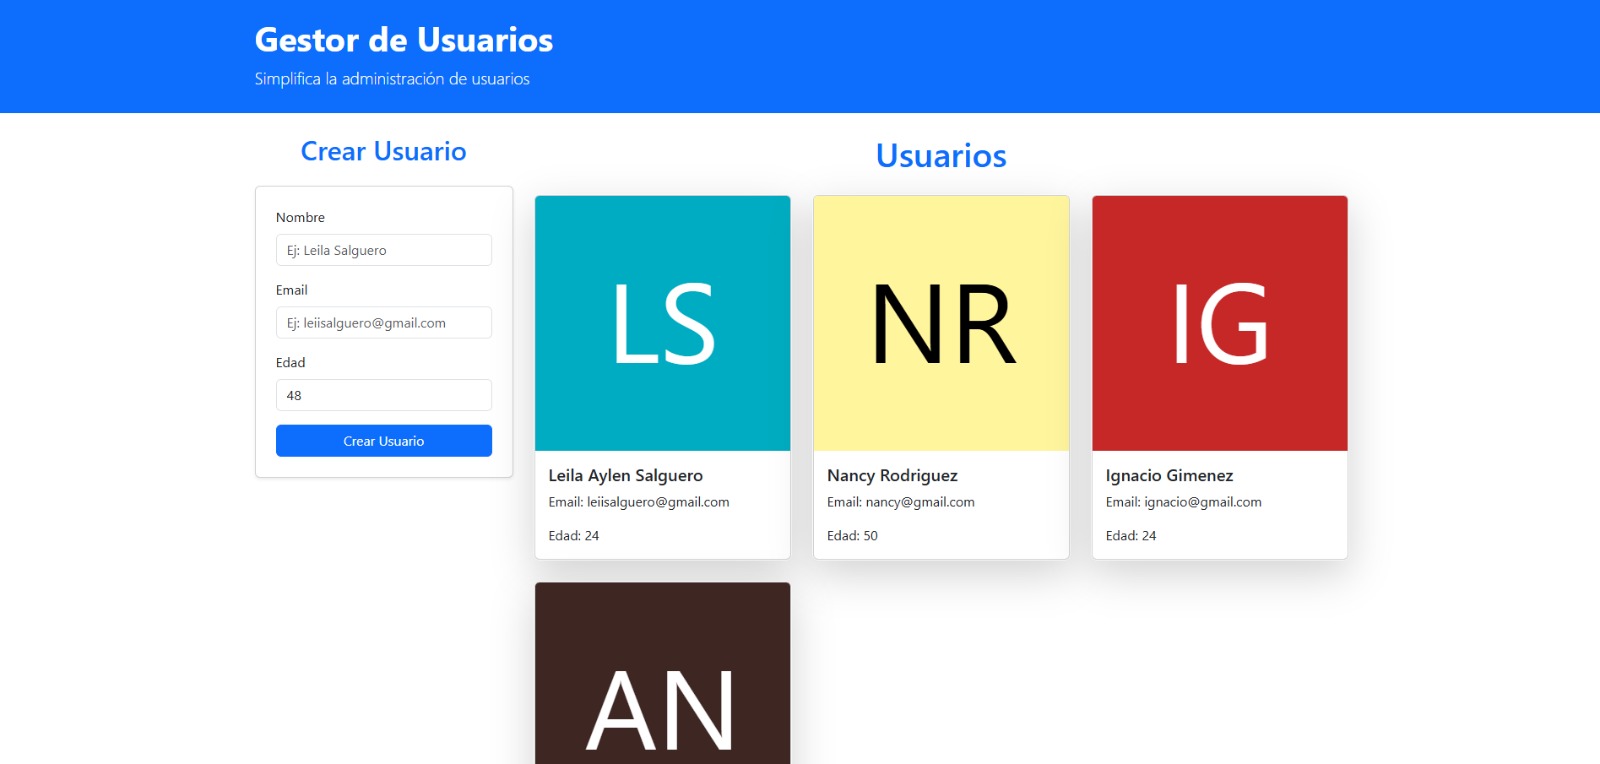 Gestor de Usuarios
Simplifica la administración de usuarios
Crear Usuario
Nombre
Ej: Leila Salguero
Email
Ej: leiisalguero@gmail.com
Edad
48
Crear Usuario
Usuarios
LS
Leila Aylen Salguero
Email: leiisalguero@gmail.com
Edad: 24
NR
Nancy Rodriguez
Email: nancy@gmail.com
Edad: 50
IG
Ignacio Gimenez
Email: ignacio@gmail.com
Edad: 24
AN